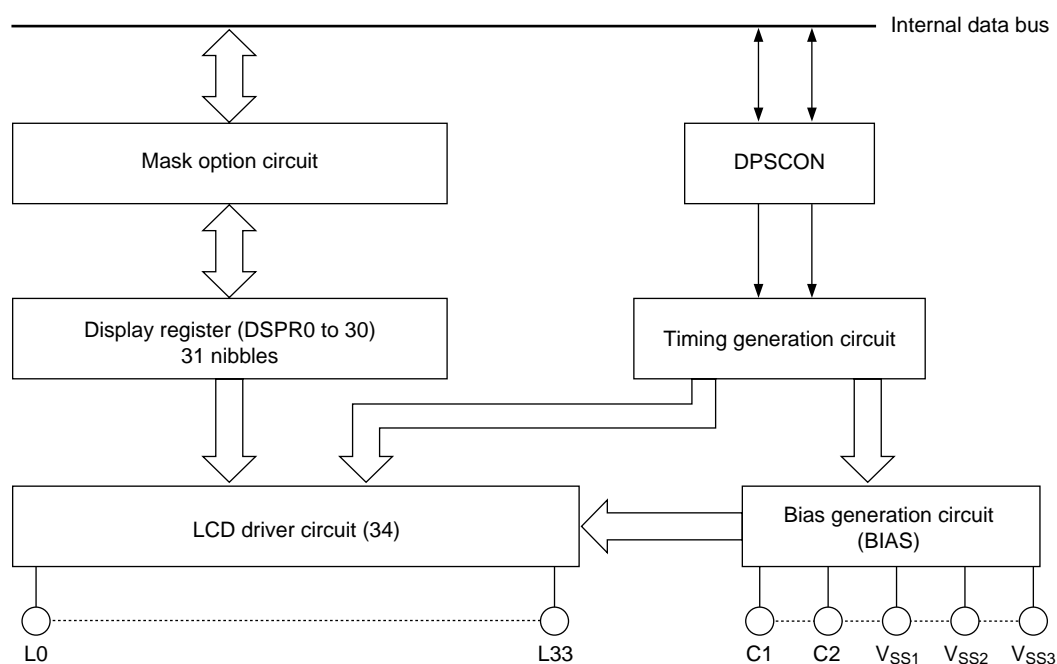 Internal data bus
Mask option circuit
DPSCON
Display register (DSPR0 to 30)
31 nibbles
Timing generation circuit
LCD driver circuit (34)
Bias generation circuit
(BIAS)
L0
L33
C1
C2
VSS1
VSS2
VSS3